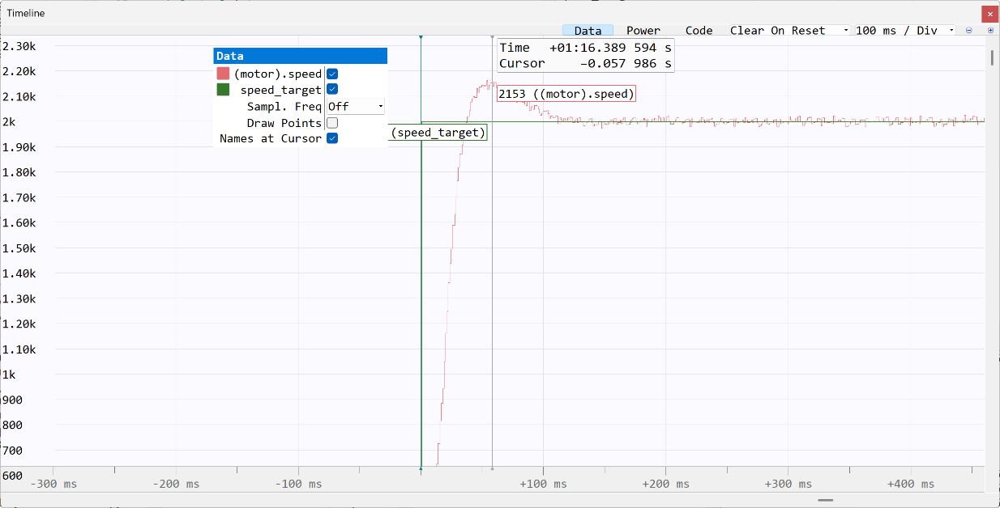 Timeline
Data Power Code Clear On Reset 100 ms / Div
Data
(motor).speed
speed_target
Sampl. Freq Off
Draw Points
Names at Cursor
Time +01:16.389 594 s
Cursor −0.057 986 s
2153 ((motor).speed)
(speed_target)
2.30k
2.20k
2.10k
2k
1.90k
1.80k
1.70k
1.60k
1.50k
1.40k
1.30k
1.20k
1.10k
1k
900
800
700
600
-300 ms -200 ms -100 ms +100 ms +200 ms +300 ms +400 ms